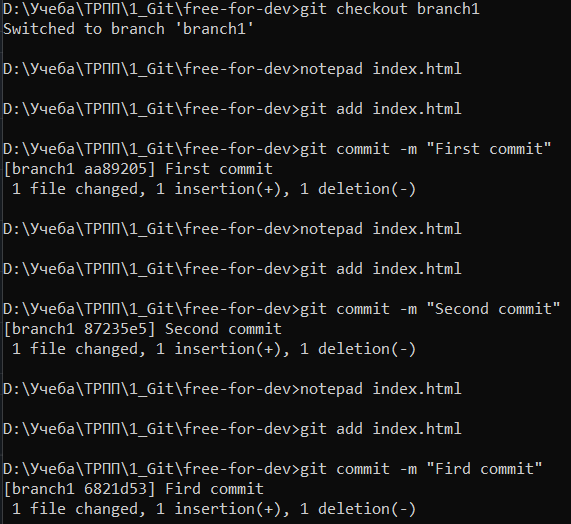 D:\Учеба\ТРПП\1_Git\free-for-dev>git checkout branch1
Switched to branch 'branch1'
D:\Учеба\ТРПП\1_Git\free-for-dev>notepad index.html
D:\Учеба\ТРПП\1_Git\free-for-dev>git add index.html
D:\Учеба\ТРПП\1_Git\free-for-dev>git commit -m "First commit"
[branch1 aa89205] First commit
 1 file changed, 1 insertion(+), 1 deletion(-)
D:\Учеба\ТРПП\1_Git\free-for-dev>notepad index.html
D:\Учеба\ТРПП\1_Git\free-for-dev>git add index.html
D:\Учеба\ТРПП\1_Git\free-for-dev>git commit -m "Second commit"
[branch1 87235e5] Second commit
 1 file changed, 1 insertion(+), 1 deletion(-)
D:\Учеба\ТРПП\1_Git\free-for-dev>notepad index.html
D:\Учеба\ТРПП\1_Git\free-for-dev>git add index.html
D:\Учеба\ТРПП\1_Git\free-for-dev>git commit -m "Fird commit"
[branch1 6821d53] Fird commit
 1 file changed, 1 insertion(+), 1 deletion(-)